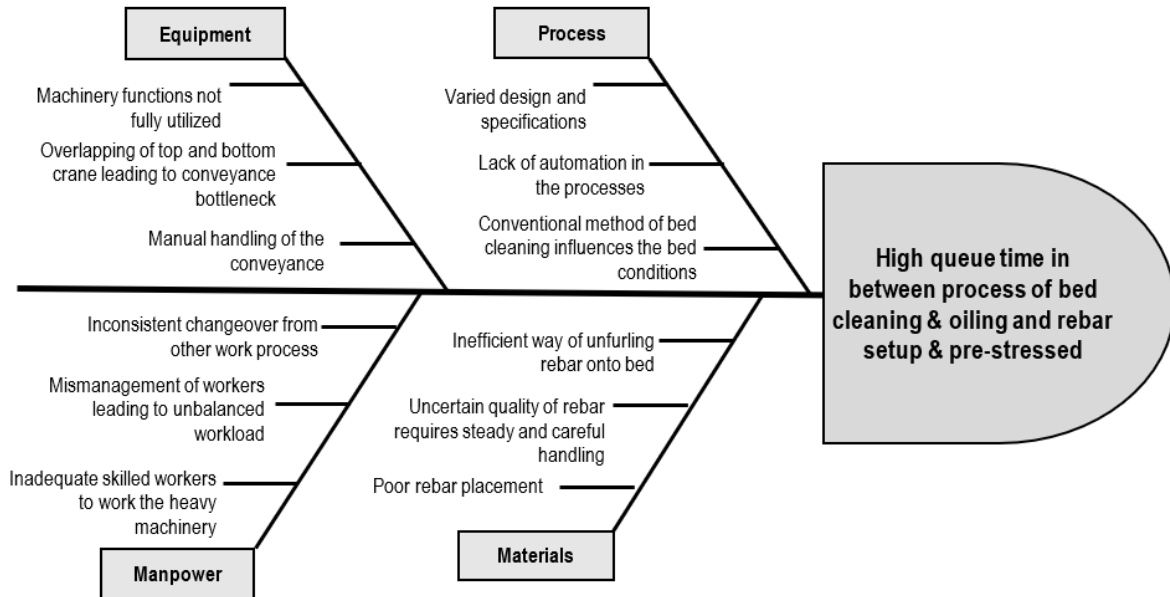 Equipment
Machinery functions not
fully utilized
Overlapping of top and bottom
crane leading to conveyance
bottleneck
Manual handling of the
conveyance
Process
Varied design and
specifications
Lack of automation in
the processes
Conventional method of bed
cleaning influences the bed
conditions
High queue time in
between process of bed
cleaning & oiling and rebar
setup & pre-stressed
Inconsistent changeover from
other work process
Mismanagement of workers
leading to unbalanced
workload
Inadequate skilled workers
to work the heavy
machinery
Manpower
Inefficient way of unfurling
rebar onto bed
Uncertain quality of rebar
requires steady and careful
handling
Poor rebar placement
Materials